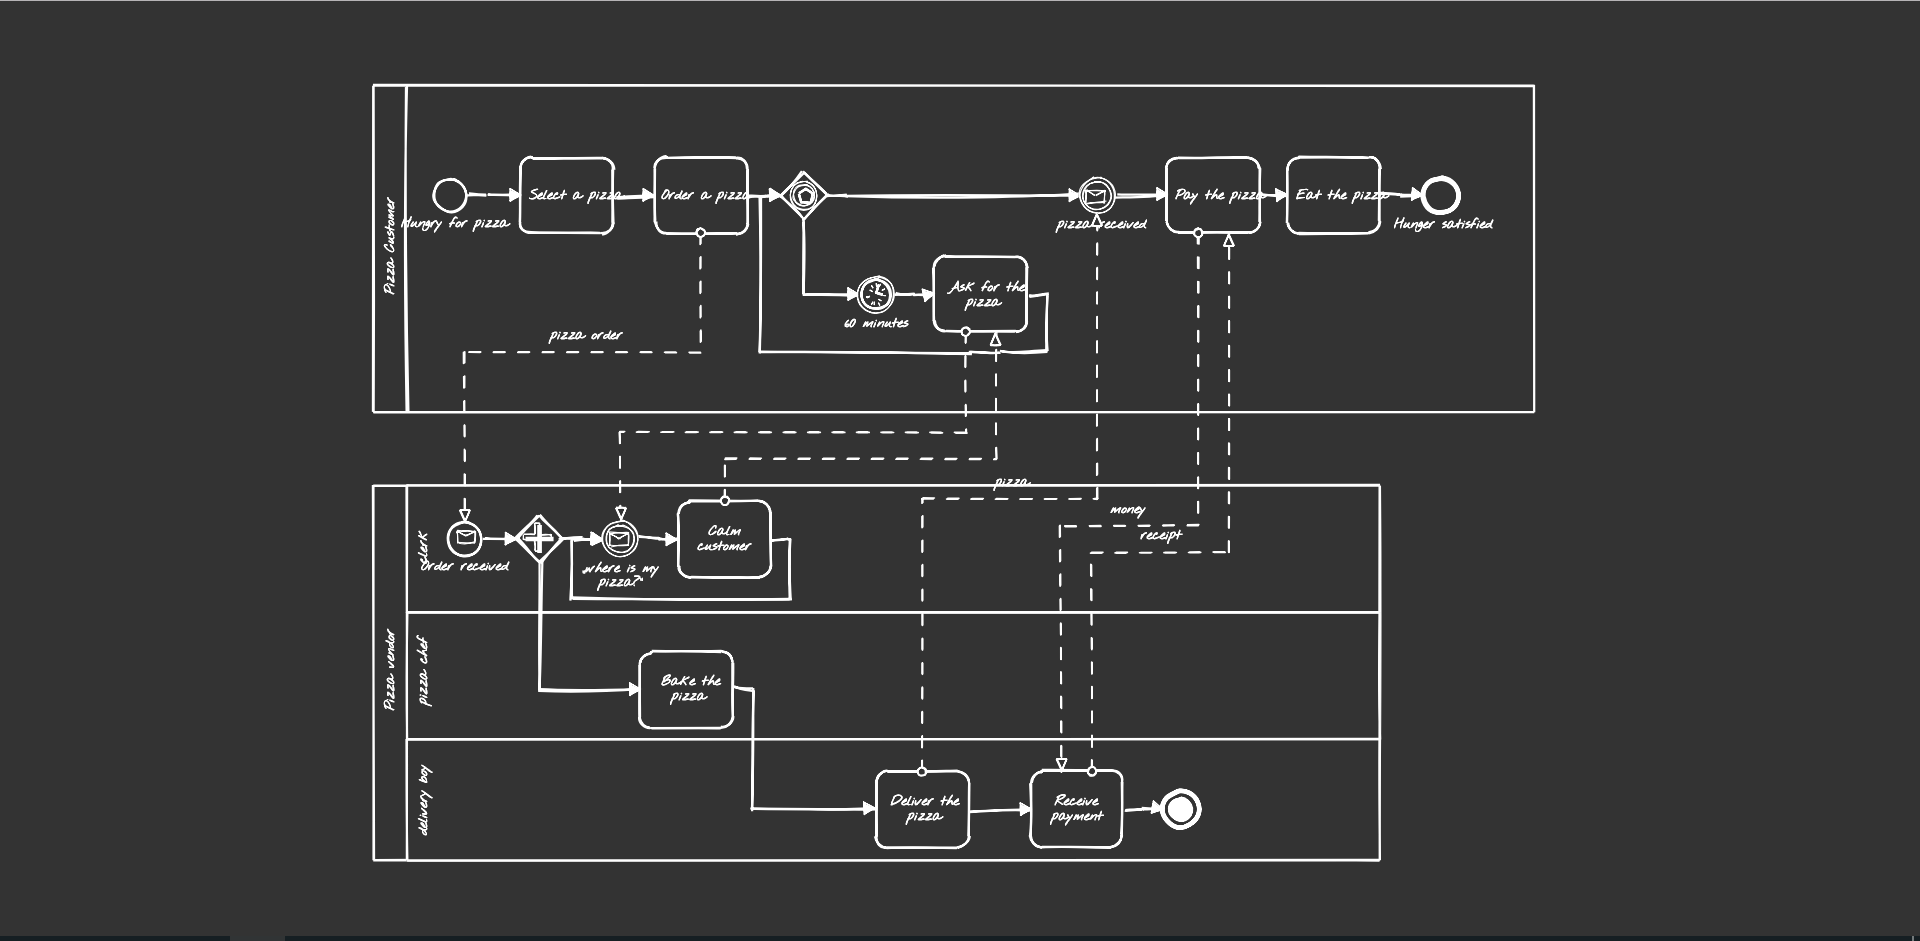 Pizza Customer
Hungry for pizza
Select a pizza
Order a pizza
pizza received
Pay the pizza
Eat the pizza
Hunger satisfied
60 minutes
Ask for the
pizza
pizza order
pizza
money
receipt
Pizza vendor
clerk
Order received
„where is my
pizza?“
Calm
customer
pizza chef
Bake the
pizza
delivery boy
Deliver the
pizza
Receive
payment